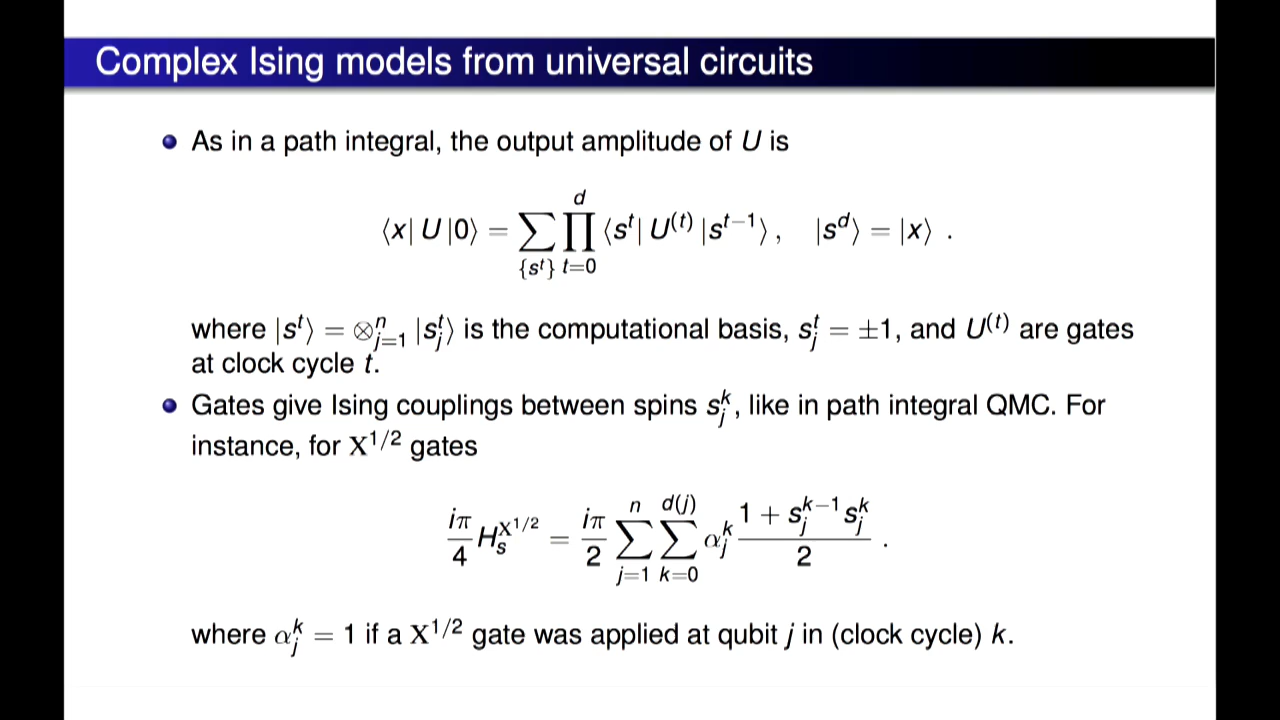 Complex Ising models from universal circuits
As in a path integral, the output amplitude of U is
⟨x| U |0⟩ = ∑_{\{s^t\}} ∏_{t=0}^{d} ⟨s^t| U^{(t)} |s^{t−1}⟩ ,   |s^d⟩ = |x⟩ .
where |s^t⟩ = ⊗_{j=1}^{n} |s_j^t⟩ is the computational basis, s_j^t = ±1, and U^{(t)} are gates
at clock cycle t.
Gates give Ising couplings between spins s_j^k, like in path integral QMC. For
instance, for X^{1/2} gates
\frac{iπ}{4} H_s^{X^{1/2}} = \frac{iπ}{2} ∑_{j=1}^{n} ∑_{k=0}^{d(j)} α_j^k \frac{1 + s_j^{k−1} s_j^k}{2} .
where α_j^k = 1 if a X^{1/2} gate was applied at qubit j in (clock cycle) k.